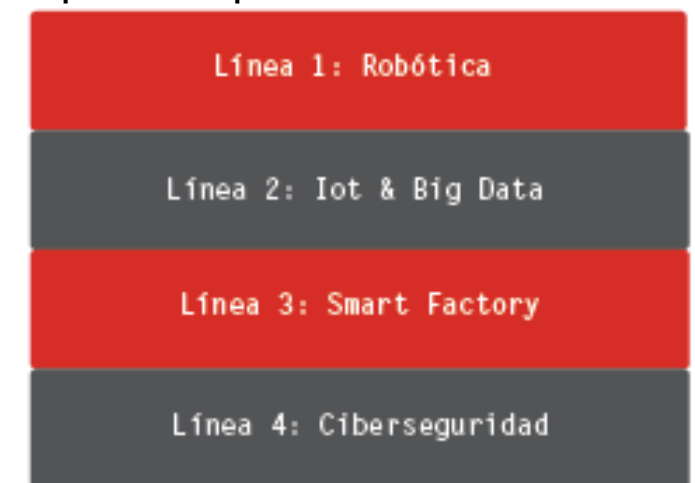 Línea 1: Robótica
Línea 2: Iot & Big Data
Línea 3: Smart Factory
Línea 4: Ciberseguridad